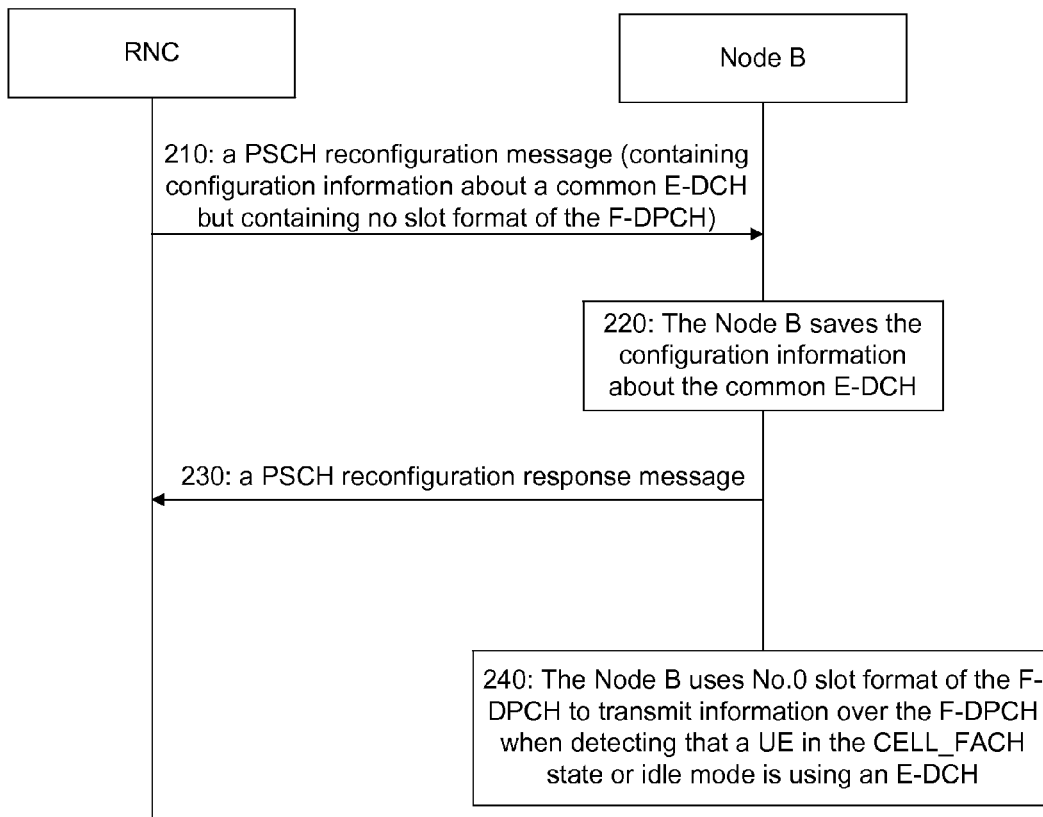 RNC
Node B
210: a PSCH reconfiguration message (containing
configuration information about a common E-DCH
but containing no slot format of the F-DPCH)
220: The Node B saves the
configuration information
about the common E-DCH
230: a PSCH reconfiguration response message
240: The Node B uses No.0 slot format of the F-
DPCH to transmit information over the F-DPCH
when detecting that a UE in the CELL_FACH
state or idle mode is using an E-DCH